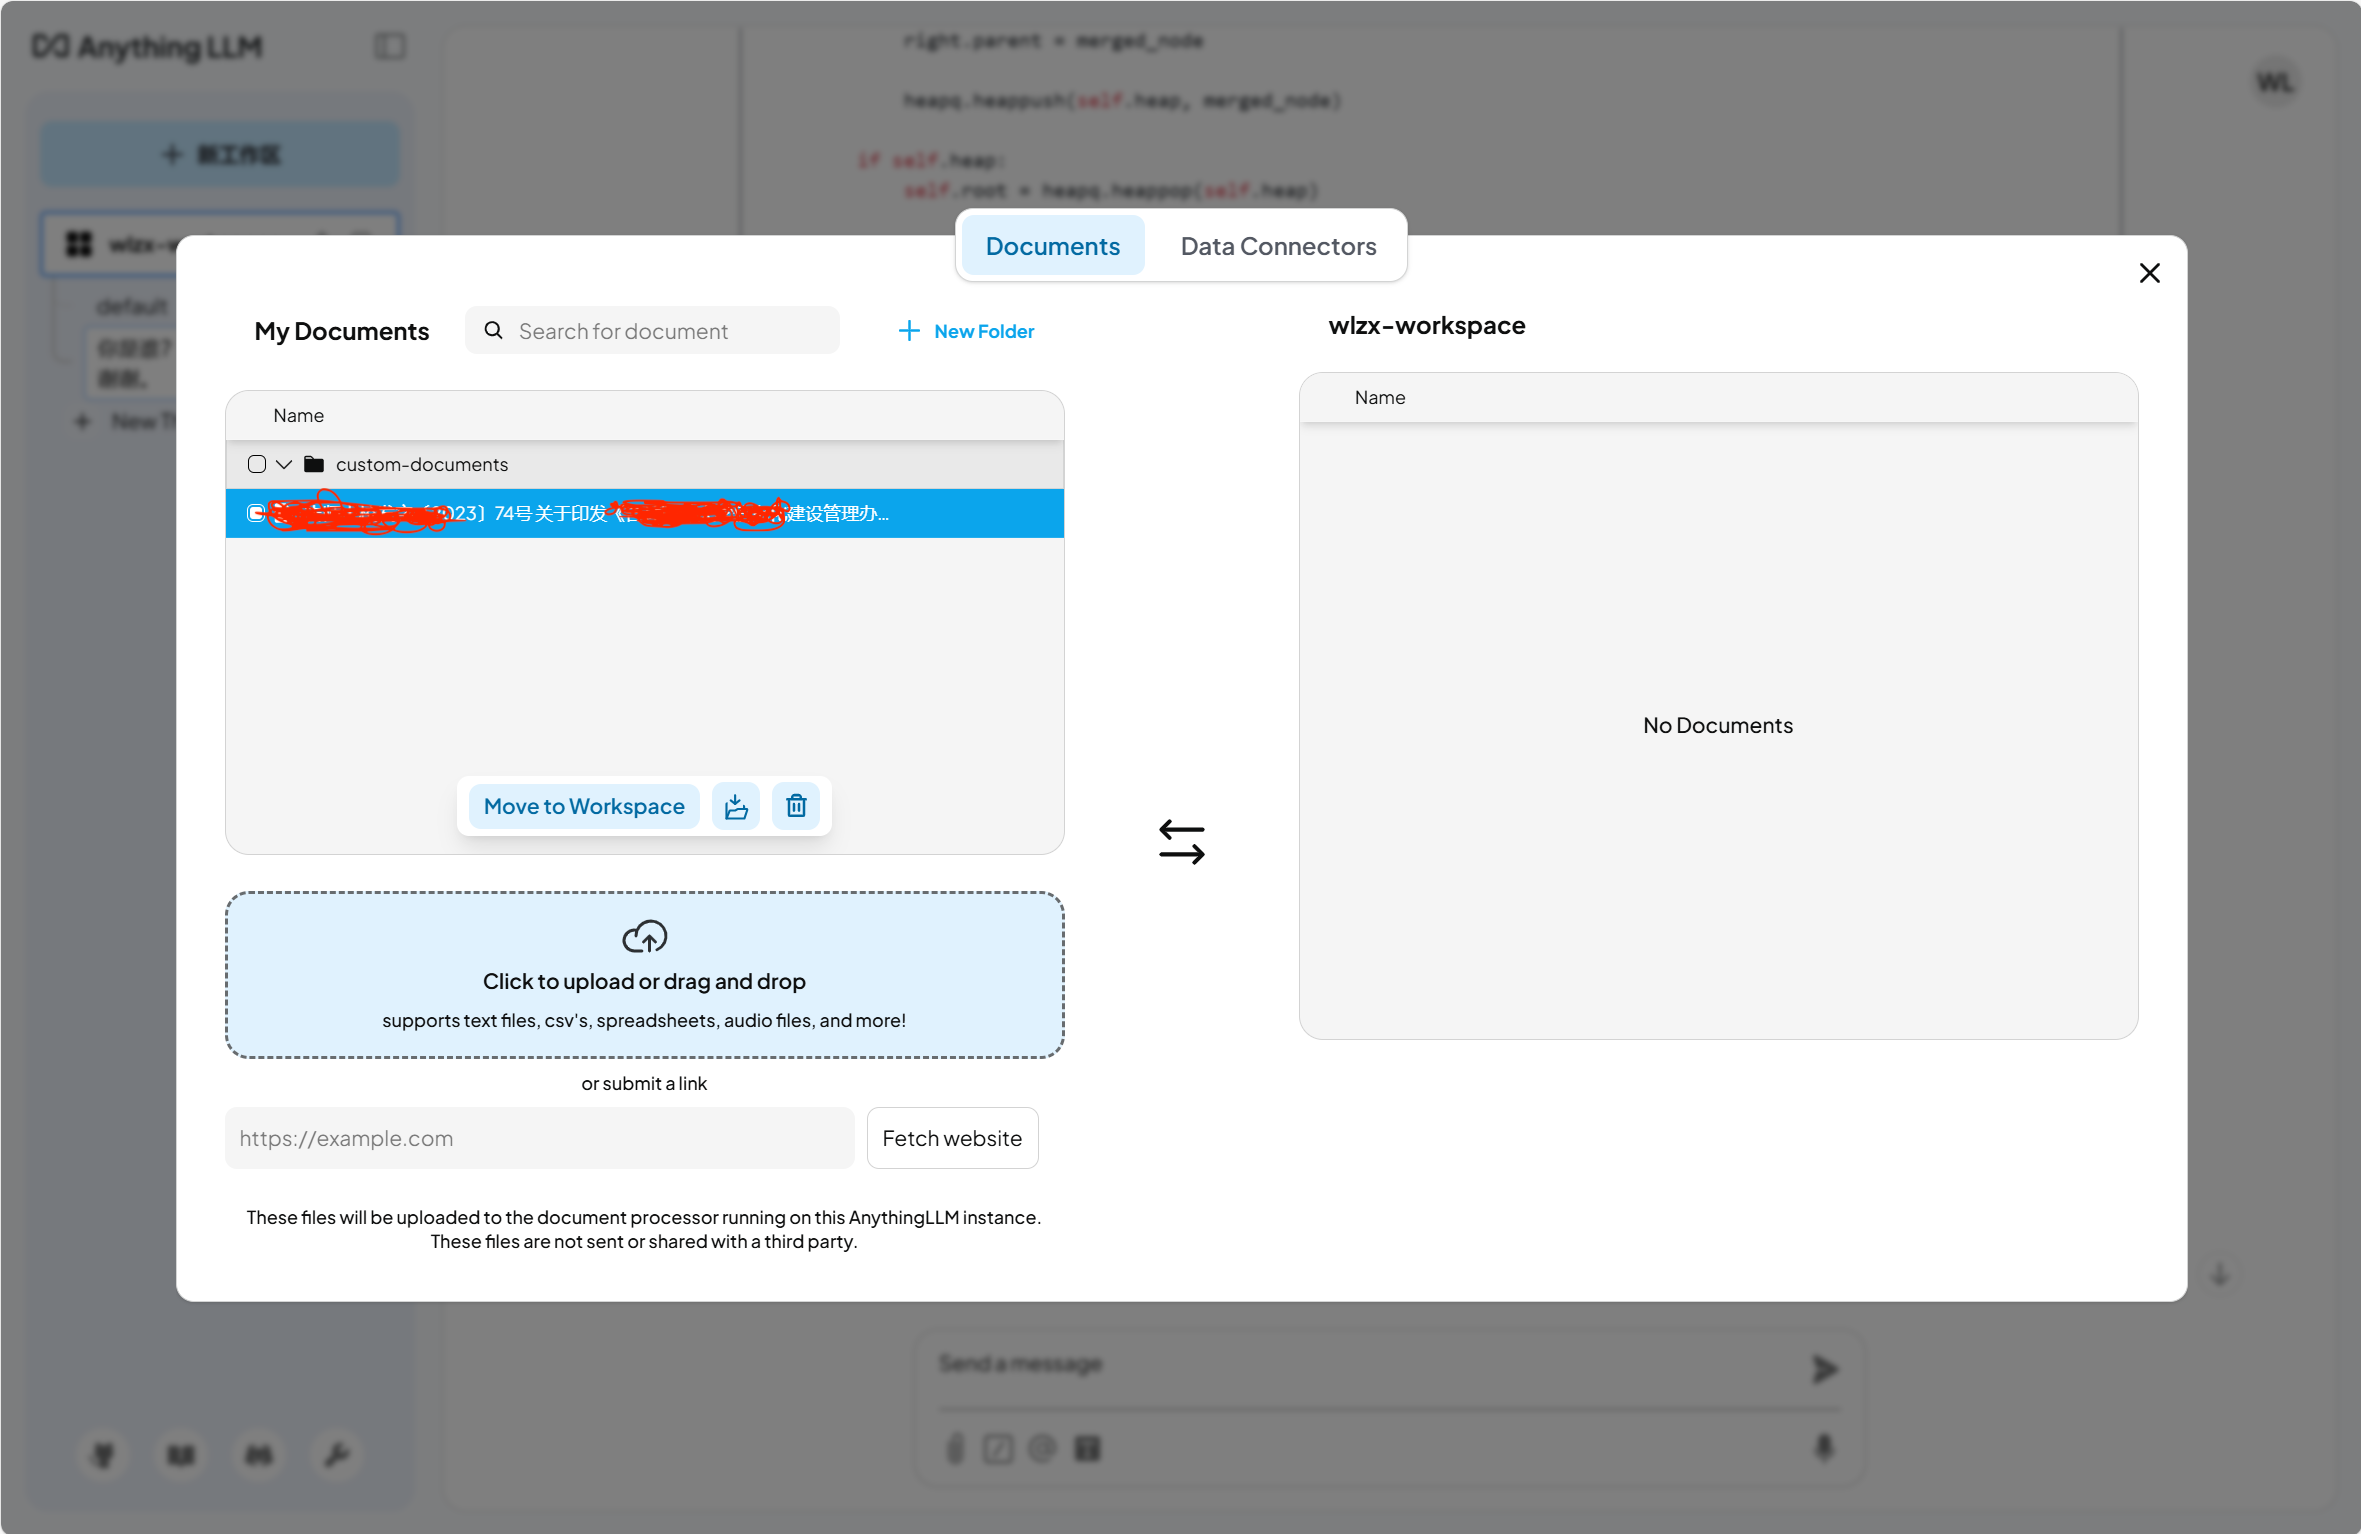 Anything LLM
right.parent = merged_node
heapq.heappush(self.heap, merged_node)
if self.heap:
self.root = heapq.heappop(self.heap)
WL
+ 新工作区
wlzx-w
default
谢谢。
+ New Th
Documents
Data Connectors
My Documents
Search for document
+ New Folder
wlzx-workspace
Name
custom-documents
023〕74号 关于印发《
建设管理办...
Move to Workspace
Name
No Documents
Click to upload or drag and drop
supports text files, csv's, spreadsheets, audio files, and more!
or submit a link
https://example.com
Fetch website
These files will be uploaded to the document processor running on this AnythingLLM instance.
These files are not sent or shared with a third party.
Send a message